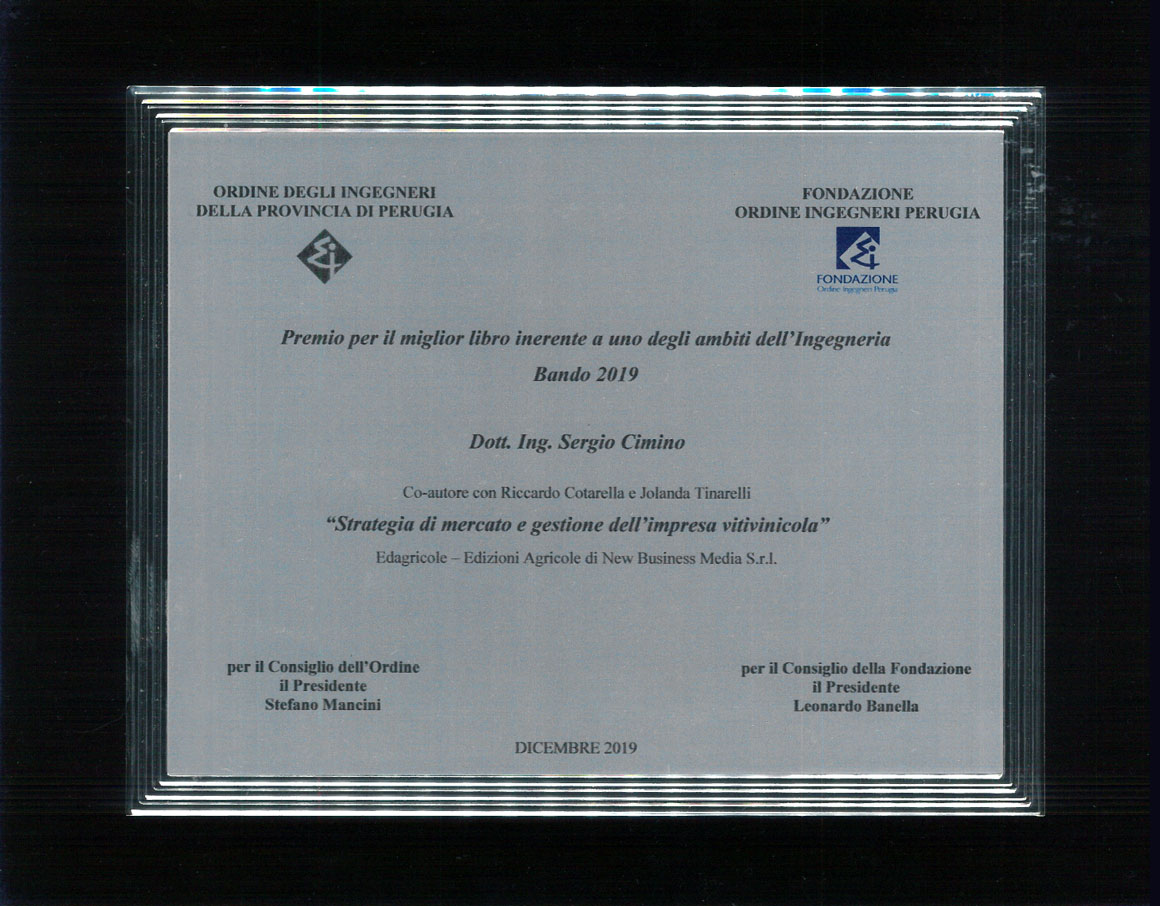 ORDINE DEGLI INGEGNERI
DELLA PROVINCIA DI PERUGIA
FONDAZIONE
ORDINE INGEGNERI PERUGIA
FONDAZIONE
Ordine Ingegneri Perugia
Premio per il miglior libro inerente a uno degli ambiti dell’Ingegneria
Bando 2019
Dott. Ing. Sergio Cimino
Co-autore con Riccardo Cotarella e Jolanda Tinarelli
“Strategia di mercato e gestione dell’impresa vitivinicola”
Edagricole – Edizioni Agricole di New Business Media S.r.l.
per il Consiglio dell’Ordine
il Presidente
Stefano Mancini
per il Consiglio della Fondazione
il Presidente
Leonardo Banella
DICEMBRE 2019